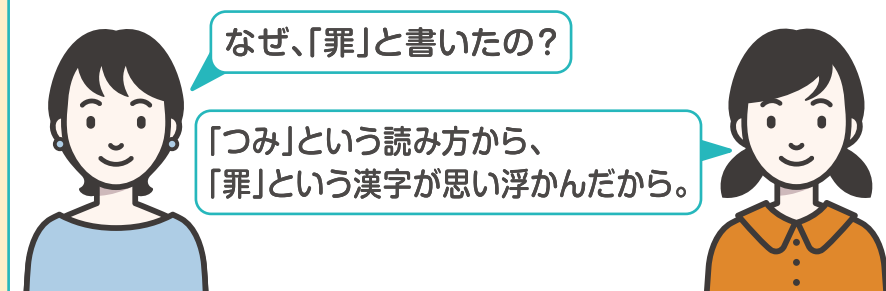 なぜ、「罪」と書いたの？
「つみ」という読み方から、
「罪」という漢字が思い浮かんだから。